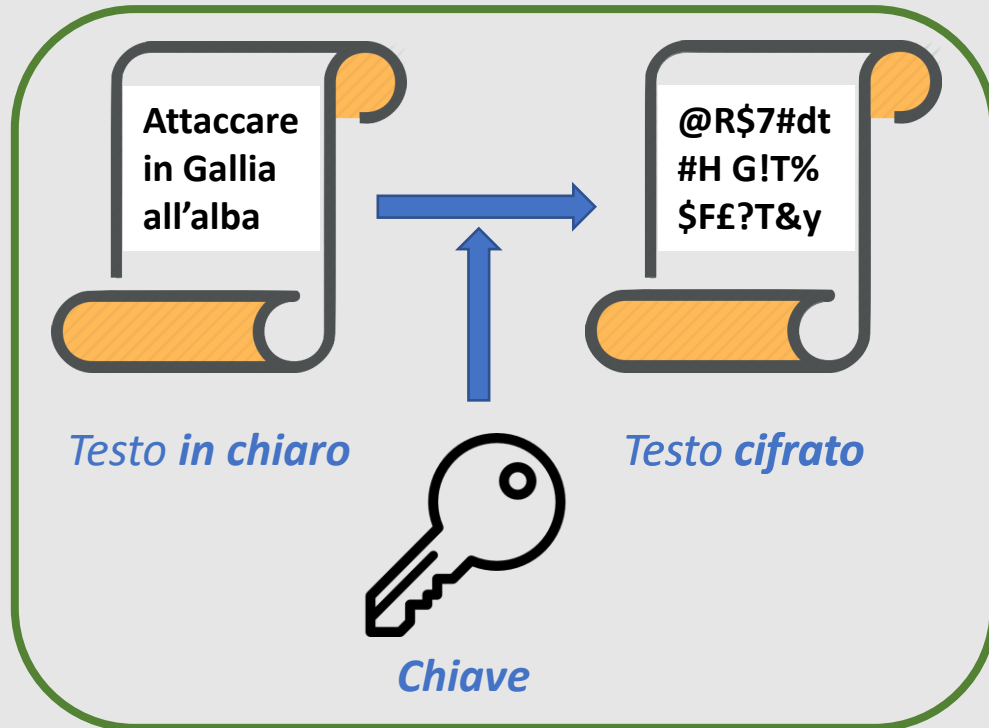 Attaccare
in Gallia
all’alba
@R$7#dt
#H G!T%
$F£?T&y
Testo in chiaro
Testo cifrato
Chiave